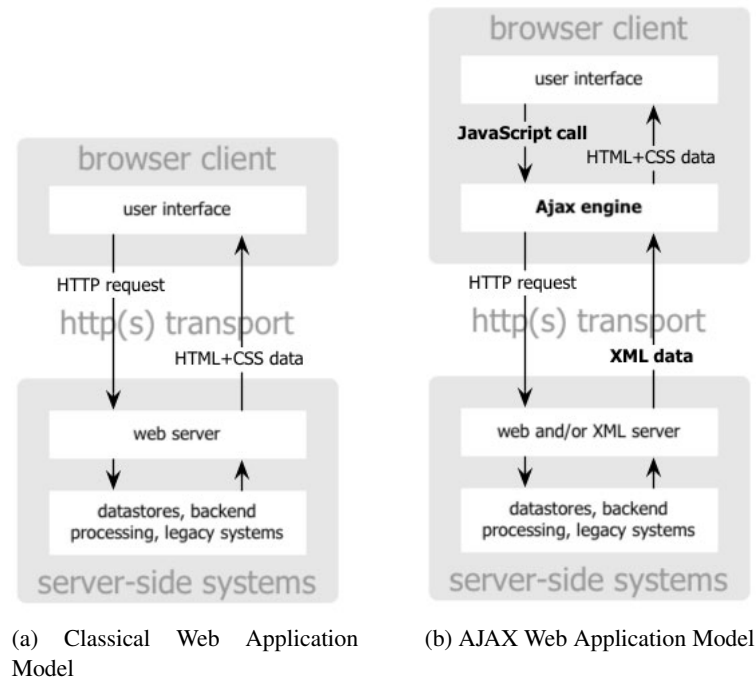 browser client
user interface
HTTP request
http(s) transport
HTML+CSS data
web server
datastores, backend
processing, legacy systems
server-side systems
(a) Classical Web Application
Model
browser client
user interface
JavaScript call
HTML+CSS data
Ajax engine
HTTP request
http(s) transport
XML data
web and/or XML server
datastores, backend
processing, legacy systems
server-side systems
(b) AJAX Web Application Model